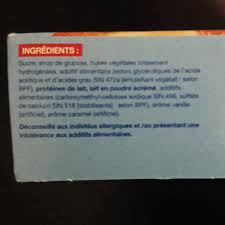 INGRÉDIENTS :
Sucre, sirop de glucose, huiles végétales totalement
hydrogénées, additif alimentaire (esters glycéroliques de l'acide
acétique et d'acides gras, SIN 472a [émulsifiant végétal] : selon
BPF), protéines de lait, lait en poudre écrémé, additifs
alimentaires (carboxyméthyl-cellulose sodique SIN 466, sulfate
de calcium SIN 516 [stabilisants] : selon BPF), arôme vanille
(artificiel), arôme caramel (artificiel).
Déconseillé aux individus allergiques et /ou présentant une
intolérance aux additifs alimentaires.